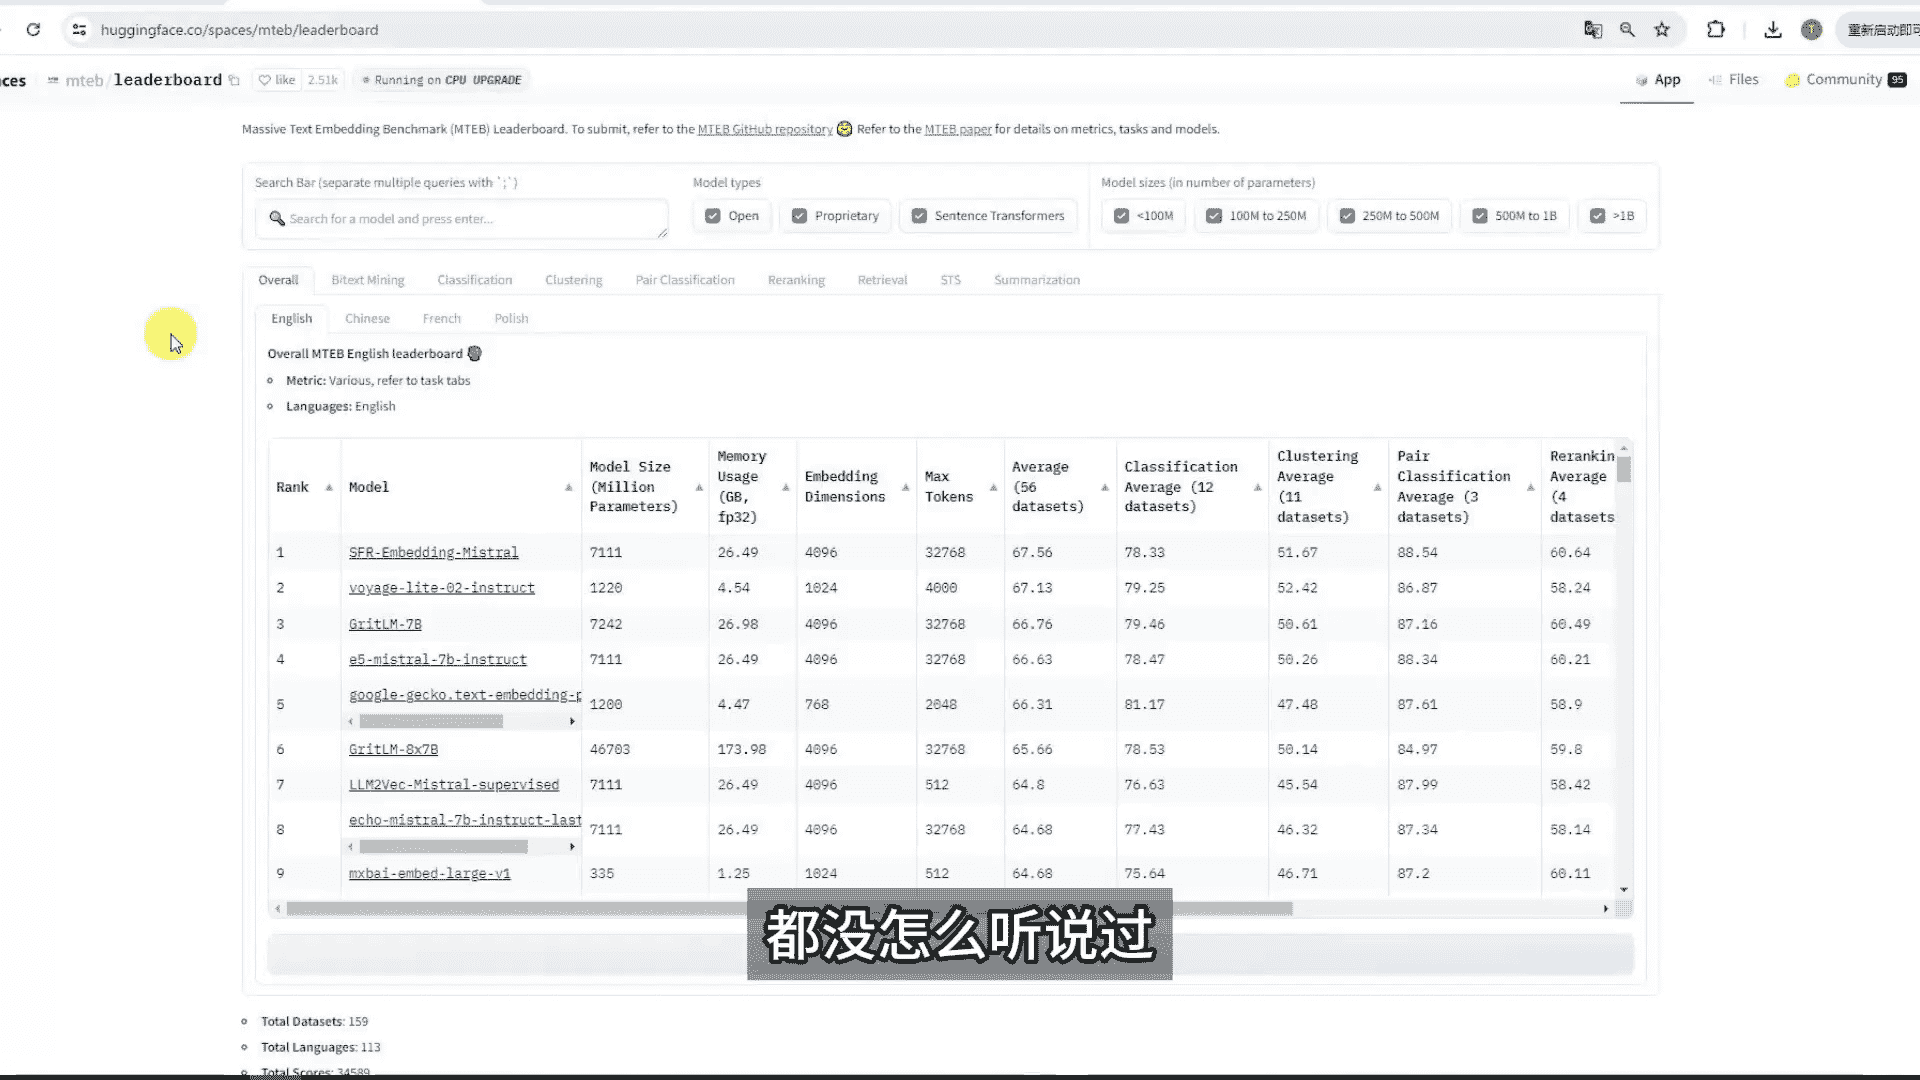 huggingface.co/spaces/mteb/leaderboard
重新启动即可
mteb/leaderboard like 2.51k Running on CPU UPGRADE
App Files Community 95
Massive Text Embedding Benchmark (MTEB) Leaderboard. To submit, refer to the MTEB GitHub repository 🤗 Refer to the MTEB paper for details on metrics, tasks and models.
Search Bar (separate multiple queries with `;`)
🔍 Search for a model and press enter...
Model types
Open Proprietary Sentence Transformers
Model sizes (in number of parameters)
<100M 100M to 250M 250M to 500M 500M to 1B >1B
Overall Bitext Mining Classification Clustering Pair Classification Reranking Retrieval STS Summarization
English Chinese French Polish
Overall MTEB English leaderboard
Metric: Various, refer to task tabs
Languages: English
Rank Model Model Size (Million Parameters) Memory Usage (GB, fp32) Embedding Dimensions Max Tokens Average (56 datasets) Classification Average (12 datasets) Clustering Average (11 datasets) Pair Classification Average (3 datasets) Rerankin Average (4 datasets
1 SFR-Embedding-Mistral 7111 26.49 4096 32768 67.56 78.33 51.67 88.54 60.64
2 voyage-lite-02-instruct 1220 4.54 1024 4000 67.13 79.25 52.42 86.87 58.24
3 GritLM-7B 7242 26.98 4096 32768 66.76 79.46 50.61 87.16 60.49
4 e5-mistral-7b-instruct 7111 26.49 4096 32768 66.63 78.47 50.26 88.34 60.21
5 google-gecko.text-embedding-p 1200 4.47 768 2048 66.31 81.17 47.48 87.61 58.9
6 GritLM-8x7B 46703 173.98 4096 32768 65.66 78.53 50.14 84.97 59.8
7 LLM2Vec-Mistral-supervised 7111 26.49 4096 512 64.8 76.63 45.54 87.99 58.42
8 echo-mistral-7b-instruct-last 7111 26.49 4096 32768 64.68 77.43 46.32 87.34 58.14
9 mxbai-embed-large-v1 335 1.25 1024 512 64.68 75.64 46.71 87.2 60.11
都没怎么听说过
Total Datasets: 159
Total Languages: 113
Total Scores: 34589